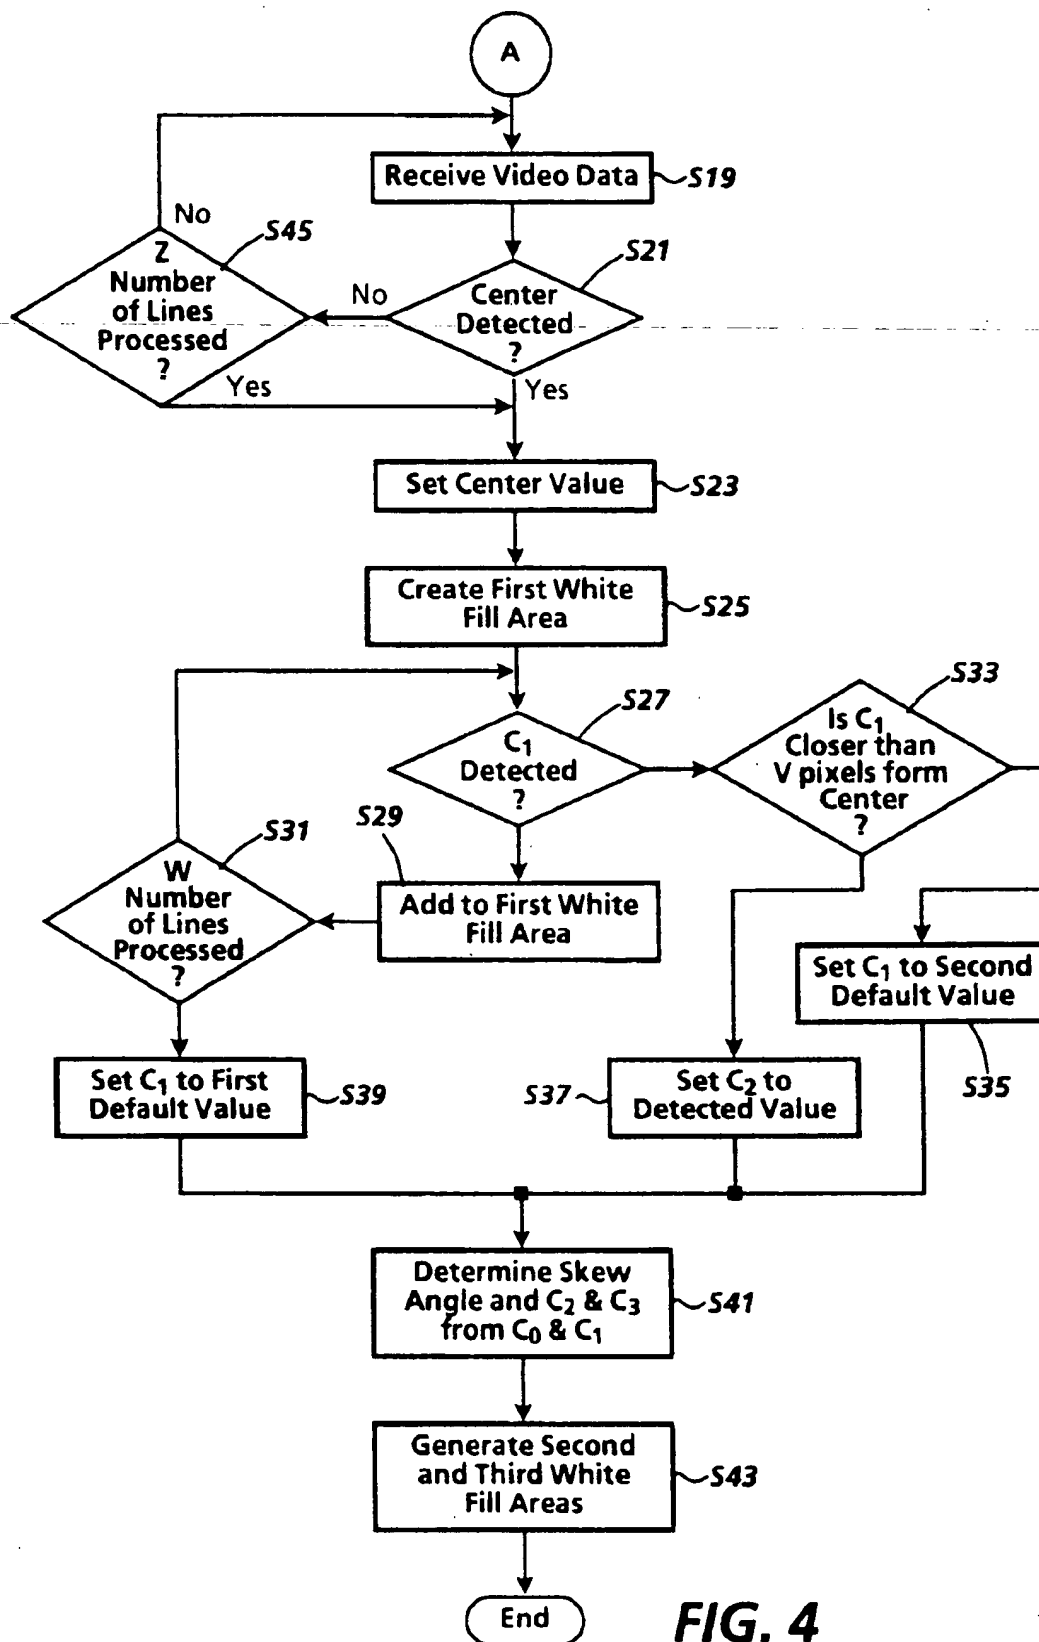 A
Receive Video Data
S19
No
S45
Z
Number
of Lines
Processed
?
Yes
S21
No
Center
Detected
?
Yes
Set Center Value
S23
Create First White
Fill Area
S25
S27
C₁
Detected
?
S33
Is C₁
Closer than
V pixels form
Center
?
S29
Add to First White
Fill Area
S31
W
Number
of Lines
Processed
?
Set C₁ to Second
Default Value
S35
Set C₁ to First
Default Value
S39
S37
Set C₂ to
Detected Value
Determine Skew
Angle and C₂ & C₃
from C₀ & C₁
S41
Generate Second
and Third White
Fill Areas
S43
End
FIG. 4